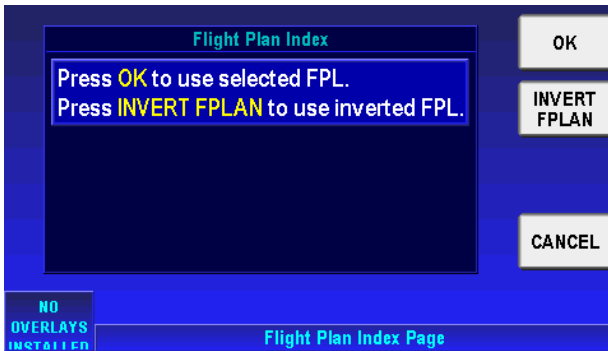 Flight Plan Index
Press OK to use selected FPL.
Press INVERT FPLAN to use inverted FPL.
OK
INVERT
FPLAN
CANCEL
NO
OVERLAYS
INSTALLED
Flight Plan Index Page